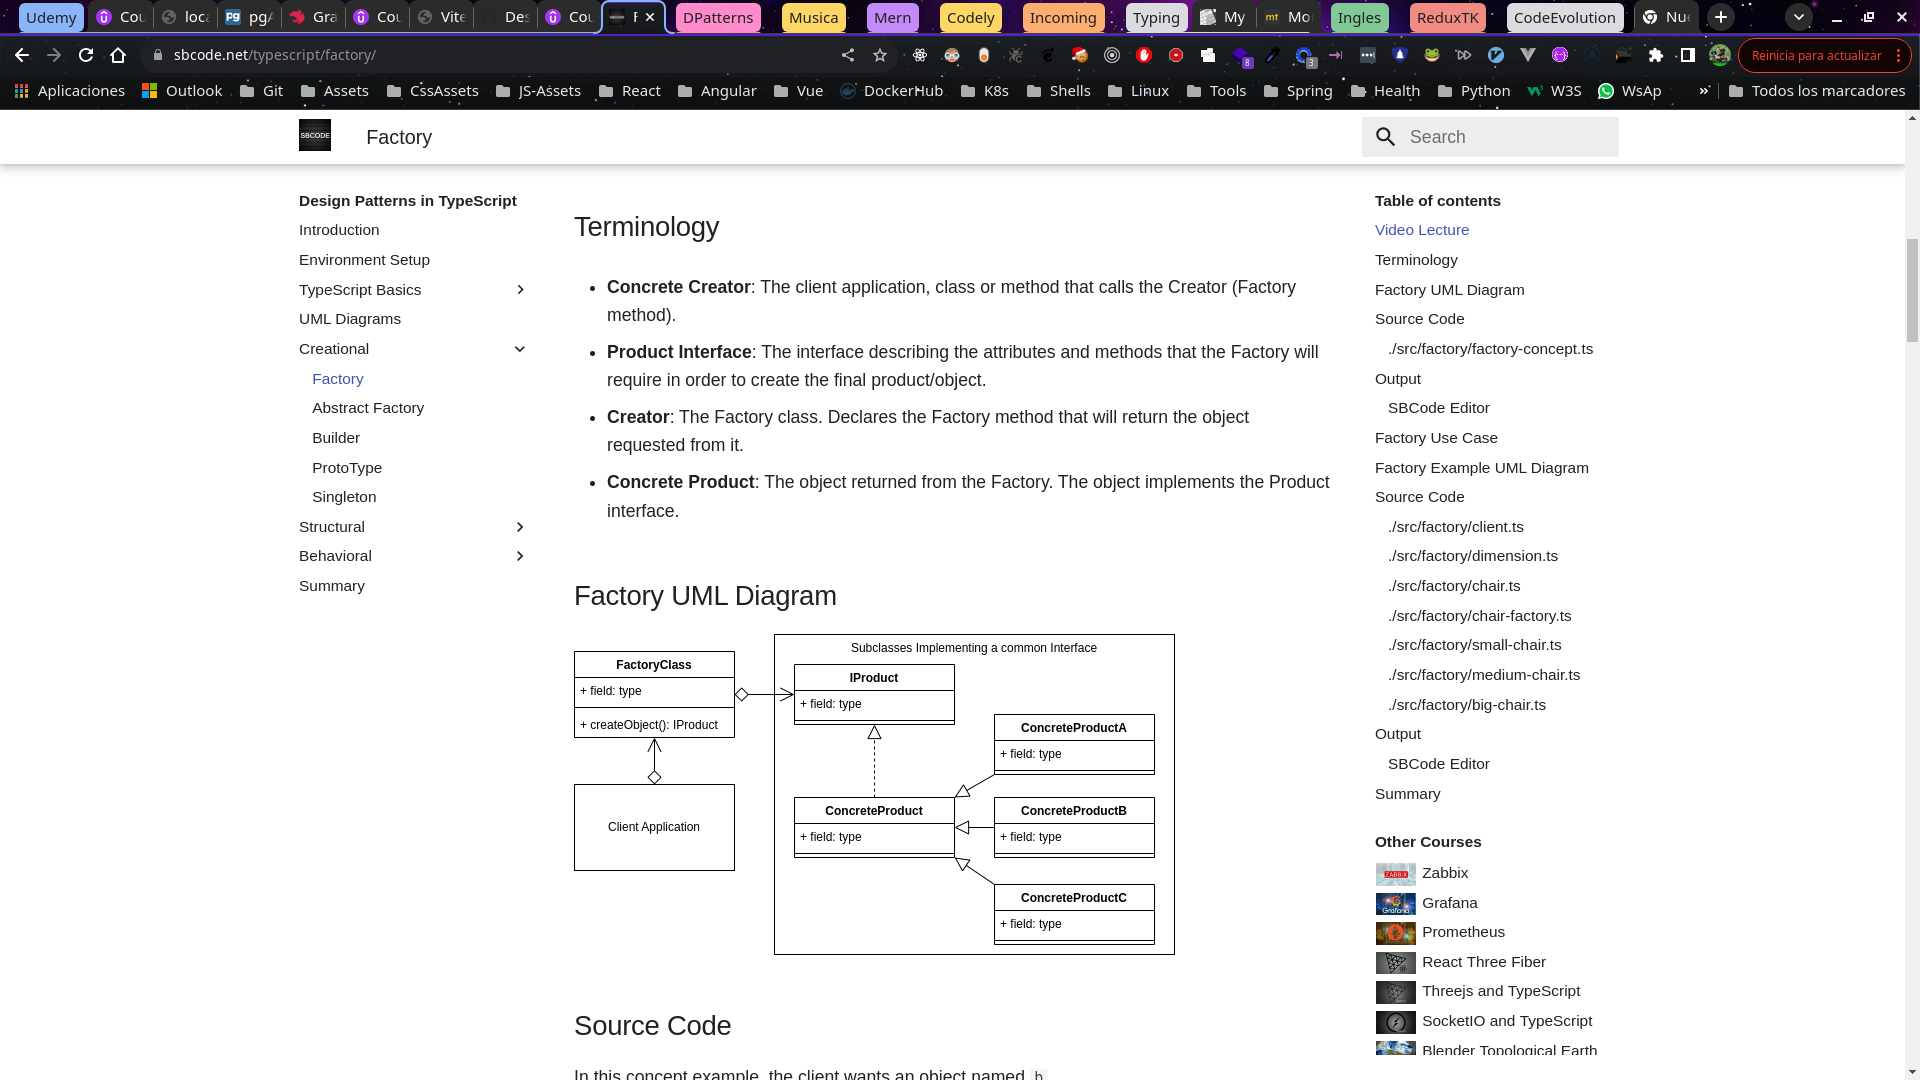 Udemy
Cou
loca
pgA
Gra
Cou
Vite
Des
Cou
DPatterns
Musica
Mern
Codely
Incoming
Typing
My
Mo
Ingles
ReduxTK
CodeEvolution
Nue
sbcode.net/typescript/factory/
8
3
Reinicia para actualizar
Aplicaciones
Outlook
Git
Assets
CssAssets
JS-Assets
React
Angular
Vue
DockerHub
K8s
Shells
Linux
Tools
Spring
Health
Python
W3S
WsAp
Todos los marcadores
SBCODE
Factory
Search
Design Patterns in TypeScript
Introduction
Environment Setup
TypeScript Basics
UML Diagrams
Creational
Factory
Abstract Factory
Builder
ProtoType
Singleton
Structural
Behavioral
Summary
Terminology
• Concrete Creator: The client application, class or method that calls the Creator (Factory
method).
• Product Interface: The interface describing the attributes and methods that the Factory will
require in order to create the final product/object.
• Creator: The Factory class. Declares the Factory method that will return the object
requested from it.
• Concrete Product: The object returned from the Factory. The object implements the Product
interface.
Factory UML Diagram
FactoryClass
+ field: type
+ createObject(): IProduct
Client Application
Subclasses Implementing a common Interface
IProduct
+ field: type
ConcreteProduct
+ field: type
ConcreteProductA
+ field: type
ConcreteProductB
+ field: type
ConcreteProductC
+ field: type
Source Code
In this concept example, the client wants an object named b
Table of contents
Video Lecture
Terminology
Factory UML Diagram
Source Code
./src/factory/factory-concept.ts
Output
SBCode Editor
Factory Use Case
Factory Example UML Diagram
Source Code
./src/factory/client.ts
./src/factory/dimension.ts
./src/factory/chair.ts
./src/factory/chair-factory.ts
./src/factory/small-chair.ts
./src/factory/medium-chair.ts
./src/factory/big-chair.ts
Output
SBCode Editor
Summary
Other Courses
ZABBIX
Zabbix
Grafana
Grafana
Prometheus
React Three Fiber
Threejs and TypeScript
SocketIO and TypeScript
Blender Topological Earth